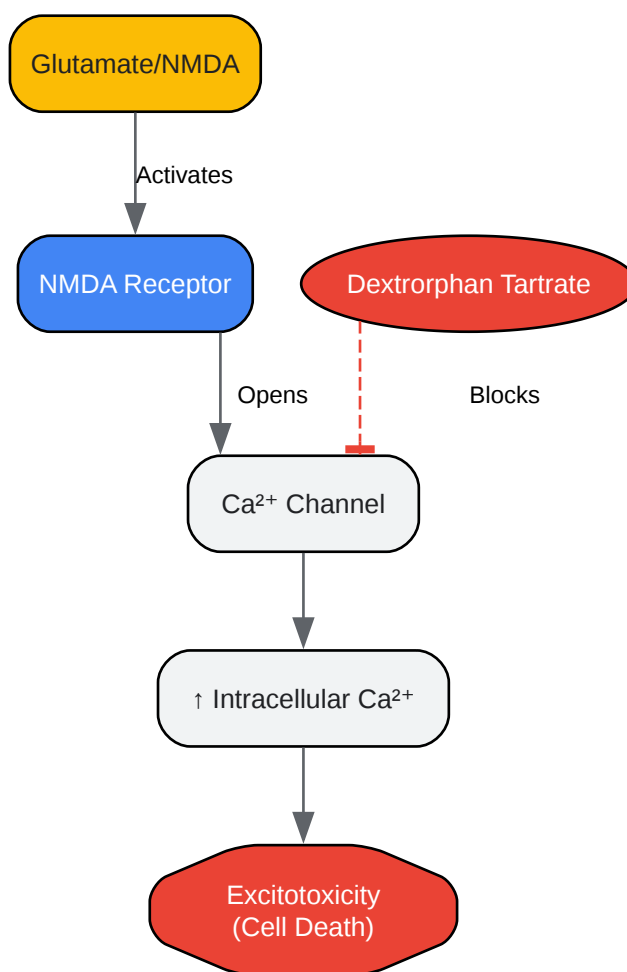 Glutamate/NMDA
Activates
NMDA Receptor
Dextrorphan Tartrate
Opens
Blocks
Ca²⁺ Channel
↑ Intracellular Ca²⁺
Excitotoxicity
(Cell Death)